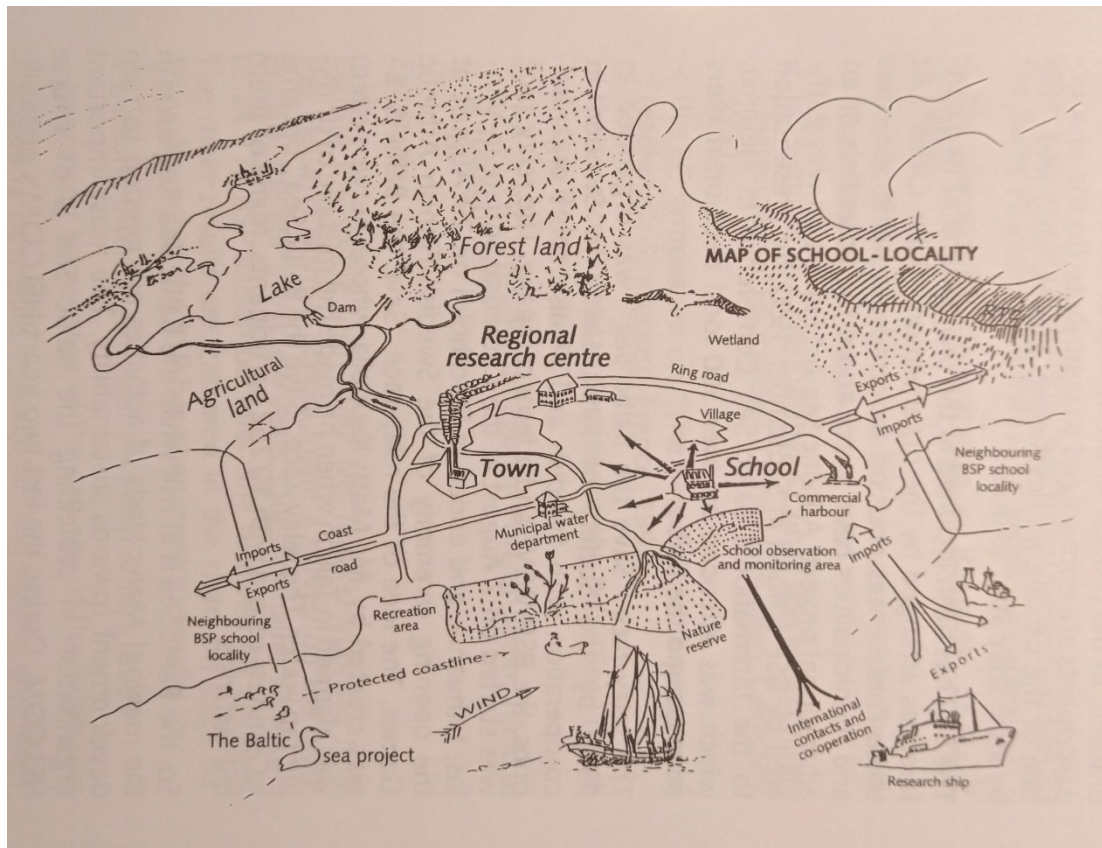 Forest land
MAP OF SCHOOL-LOCALITY
Lake
Dam
Wetland
Regional
research centre
Ring road
Agricultural
land
Exports
Imports
Village
Town
School
Neighbouring
BSP school
locality
Commercial
harbour
Municipal water
department
Coast
road
Imports
Exports
School observation
and monitoring area
Imports
Exports
Neighbouring
BSP school
locality
Recreation
area
Nature
reserve
Protected coastline
WIND
The Baltic
sea project
International
contacts and
co-operation
Research ship